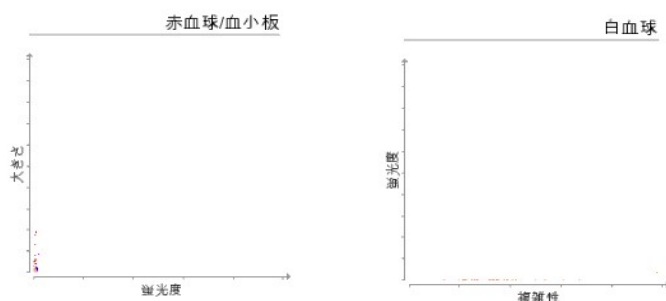 赤血球/血小板
大きさ
蛍光度
白血球
蛍光度
複雑性